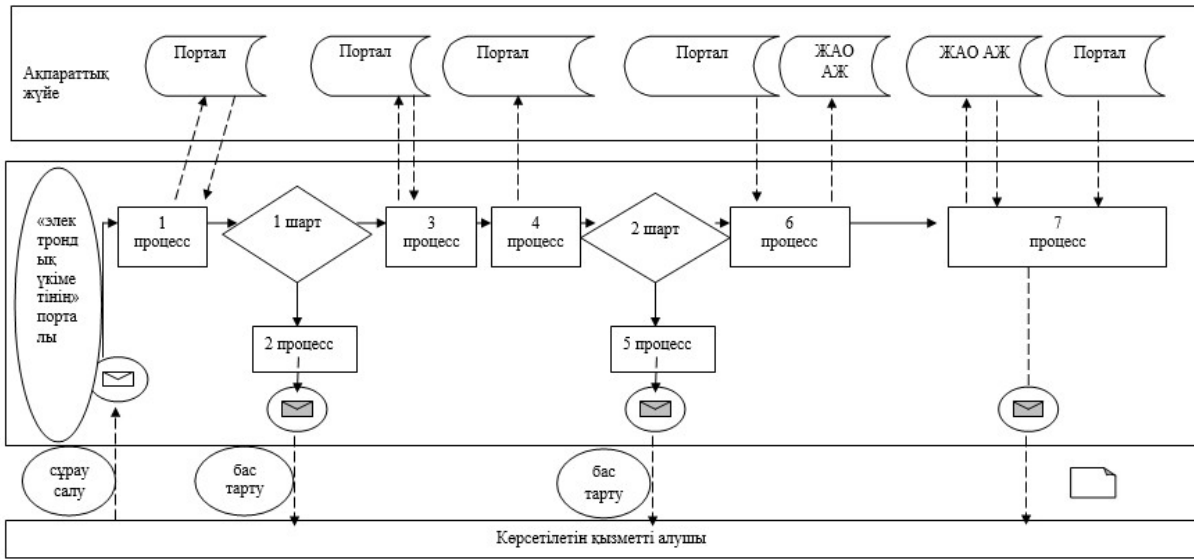 Портал
Портал
Портал
Портал
ЖАО
АЖ
ЖАО АЖ
Портал
Ақпараттық
жүйе
«элек
тронд
ық
үкіме
тінің»
порта
лы
1
процесс
1 шарт
3
процесс
4
процесс
2 шарт
6
процесс
7
процесс
2 процесс
5 процесс
сұрау
салу
бас
тарту
бас
тарту
Көрсетілетін қызметті алушы